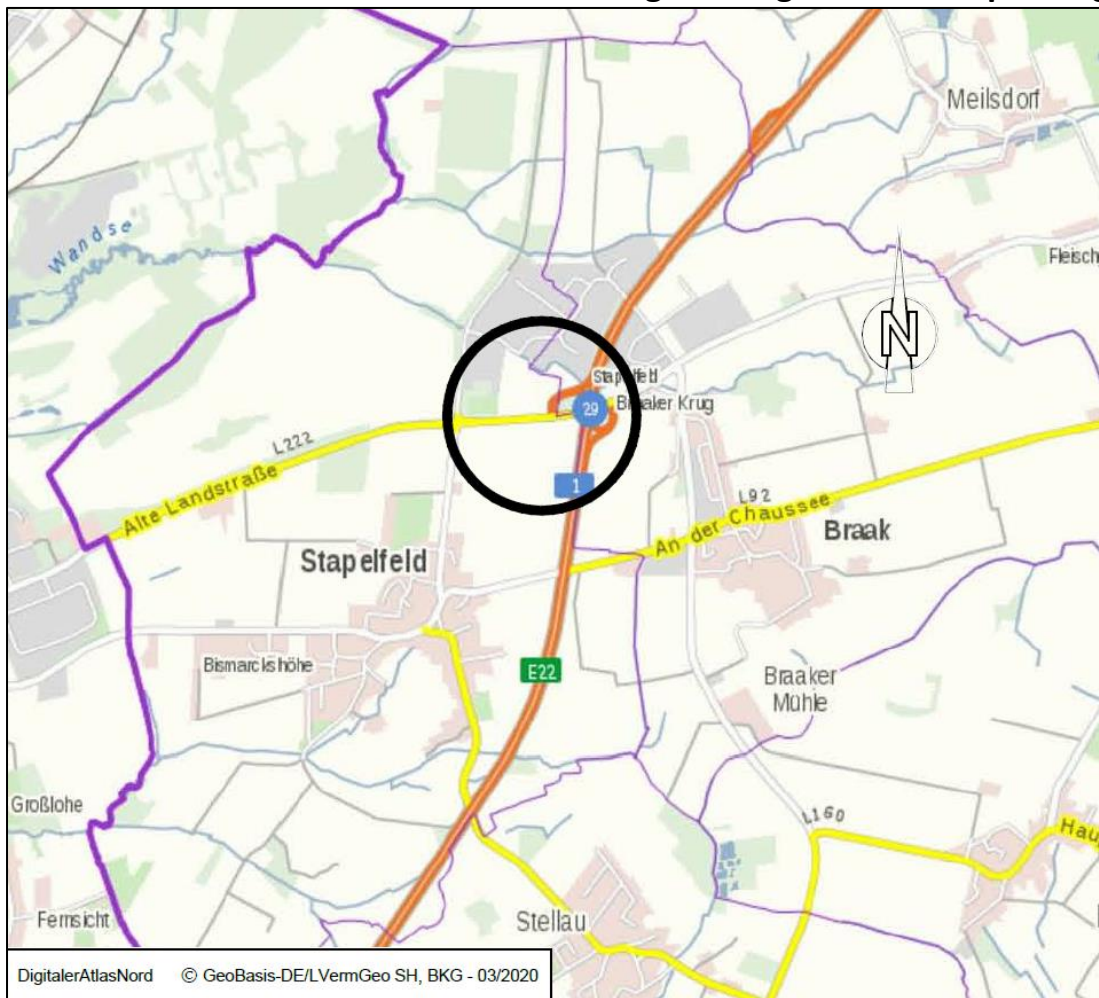 Meilsdorf
Wandse
Fleisch
N
Stapelfeld
29
Braaker Krug
L222
Alte Landstraße
1
L92
An der Chaussee
Braak
Stapelfeld
Bismarckshöhe
E22
Braaker
Mühle
Großlohe
L160
Hau
Fernsicht
Stellau
DigitalerAtlasNord © GeoBasis-DE/LVermGeo SH, BKG - 03/2020